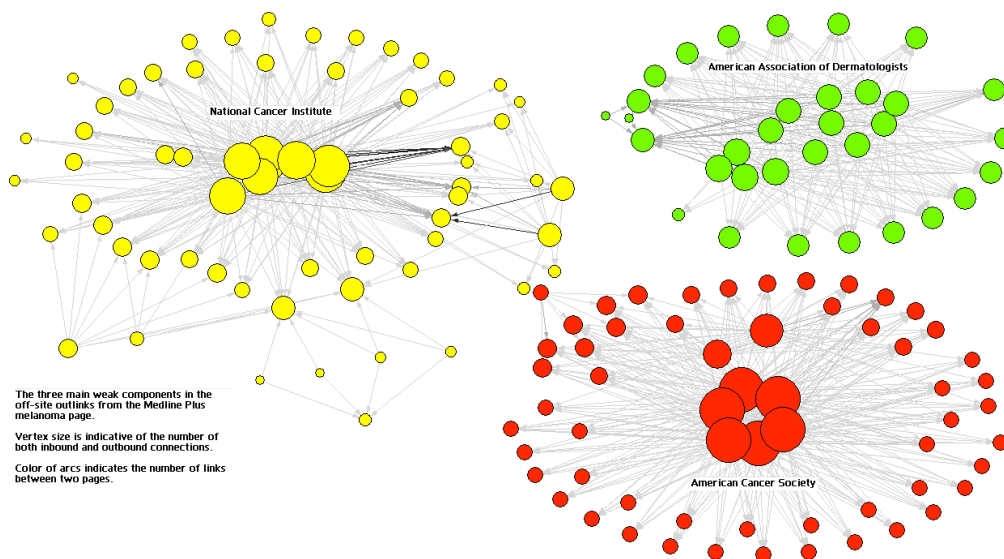 American Association of Dermatologists
National Cancer Institute
The three main weak components in the
off-site outlinks from the Medline Plus
melanoma page.
Vertex size is indicative of the number of
both inbound and outbound connections.
Color of arcs indicates the number of links
between two pages.
American Cancer Society